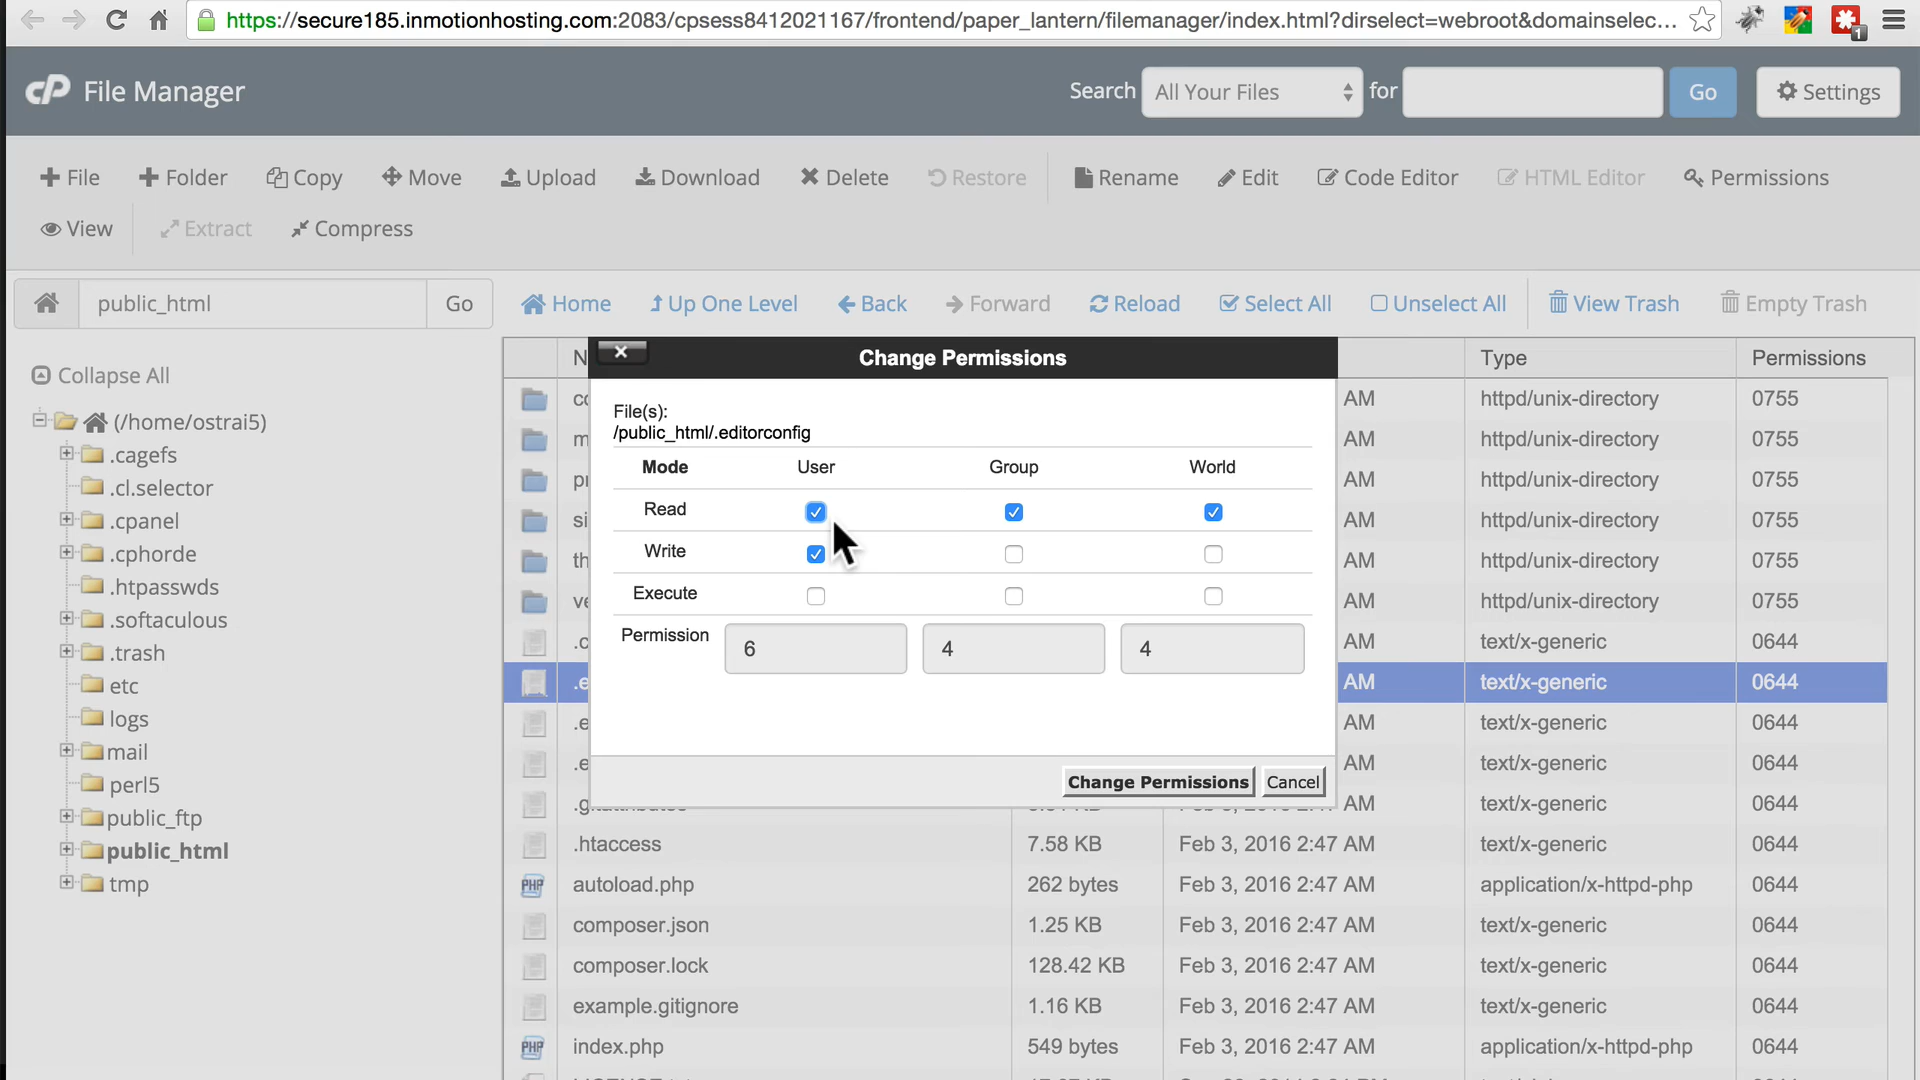 https://secure185.inmotionhosting.com:2083/cpsess8412021167/frontend/paper_lantern/filemanager/index.html?dirselect=webroot&domainselec...
1
cP File Manager
Search All Your Files for Go Settings
File Folder Copy Move Upload Download Delete Restore Rename Edit Code Editor HTML Editor Permissions
View Extract Compress
public_html Go Home Up One Level Back Forward Reload Select All Unselect All View Trash Empty Trash
Collapse All
(/home/ostrai5)
.cagefs
.cl.selector
.cpanel
.cphorde
.htpasswds
.softaculous
.trash
etc
logs
mail
perl5
public_ftp
public_html
tmp
N Type Permissions
AM httpd/unix-directory 0755
AM httpd/unix-directory 0755
AM httpd/unix-directory 0755
AM httpd/unix-directory 0755
AM httpd/unix-directory 0755
AM httpd/unix-directory 0755
AM text/x-generic 0644
AM text/x-generic 0644
AM text/x-generic 0644
AM text/x-generic 0644
AM text/x-generic 0644
.htaccess 7.58 KB Feb 3, 2016 2:47 AM text/x-generic 0644
PHP autoload.php 262 bytes Feb 3, 2016 2:47 AM application/x-httpd-php 0644
composer.json 1.25 KB Feb 3, 2016 2:47 AM text/x-generic 0644
composer.lock 128.42 KB Feb 3, 2016 2:47 AM text/x-generic 0644
example.gitignore 1.16 KB Feb 3, 2016 2:47 AM text/x-generic 0644
PHP index.php 549 bytes Feb 3, 2016 2:47 AM application/x-httpd-php 0644
Change Permissions
File(s):
/public_html/.editorconfig
Mode User Group World
Read
Write
Execute
Permission 6 4 4
Change Permissions Cancel